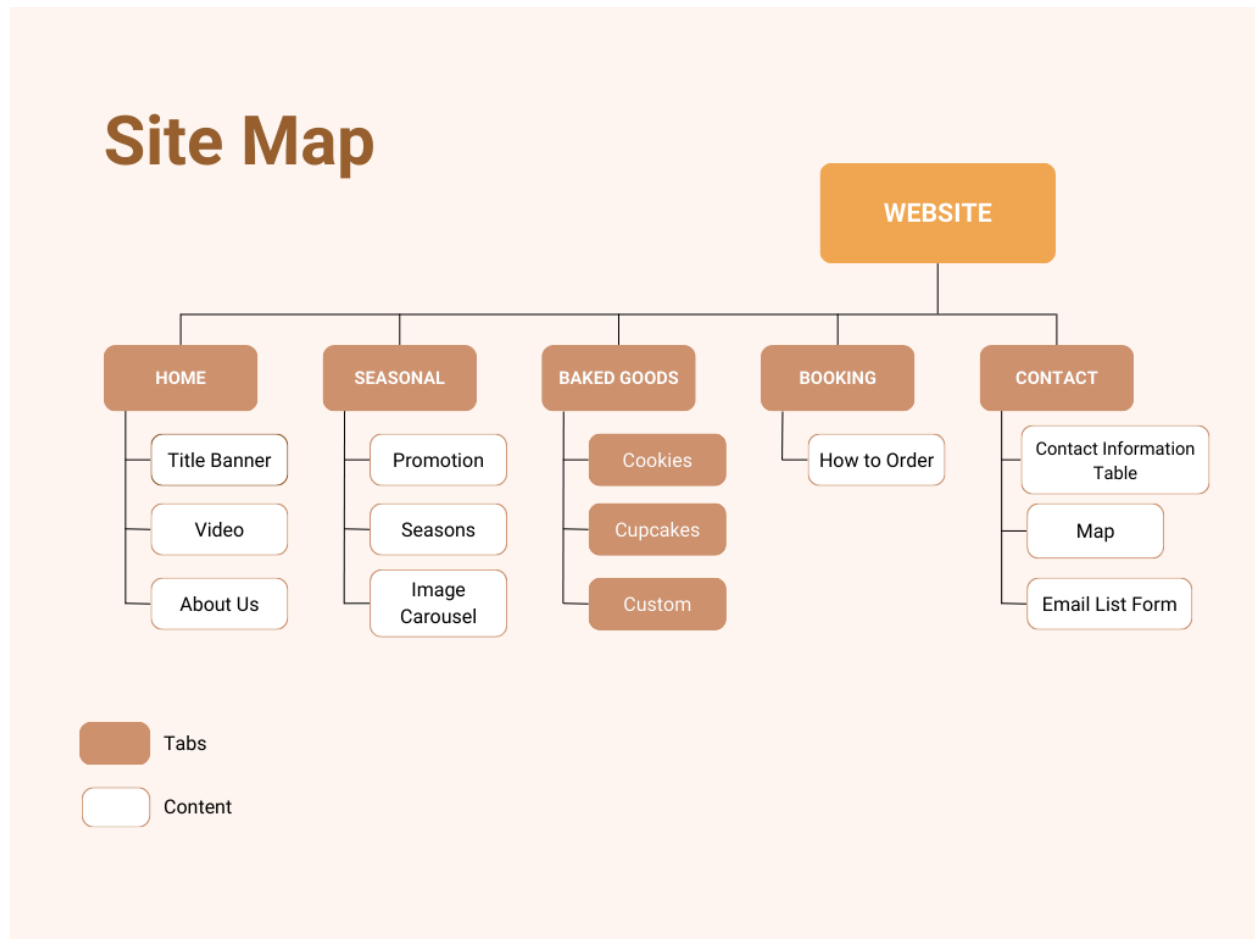 Site Map
WEBSITE
HOME
SEASONAL
BAKED GOODS
BOOKING
CONTACT
Title Banner
Video
About Us
Promotion
Seasons
Image
Carousel
Cookies
Cupcakes
Custom
How to Order
Contact Information
Table
Map
Email List Form
Tabs
Content